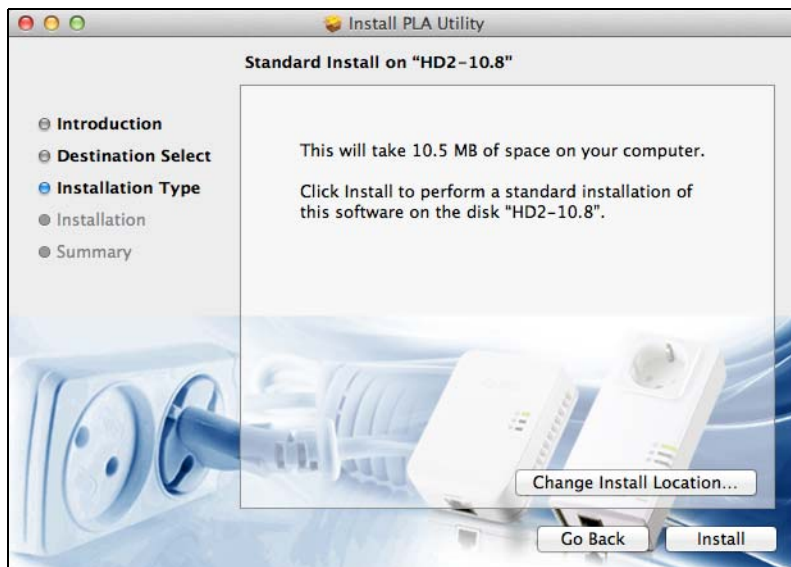 Install PLA Utility
Standard Install on “HD2-10.8”
Introduction
Destination Select
Installation Type
Installation
Summary
This will take 10.5 MB of space on your computer.
Click Install to perform a standard installation of
this software on the disk “HD2-10.8”.
Change Install Location...
Go Back
Install